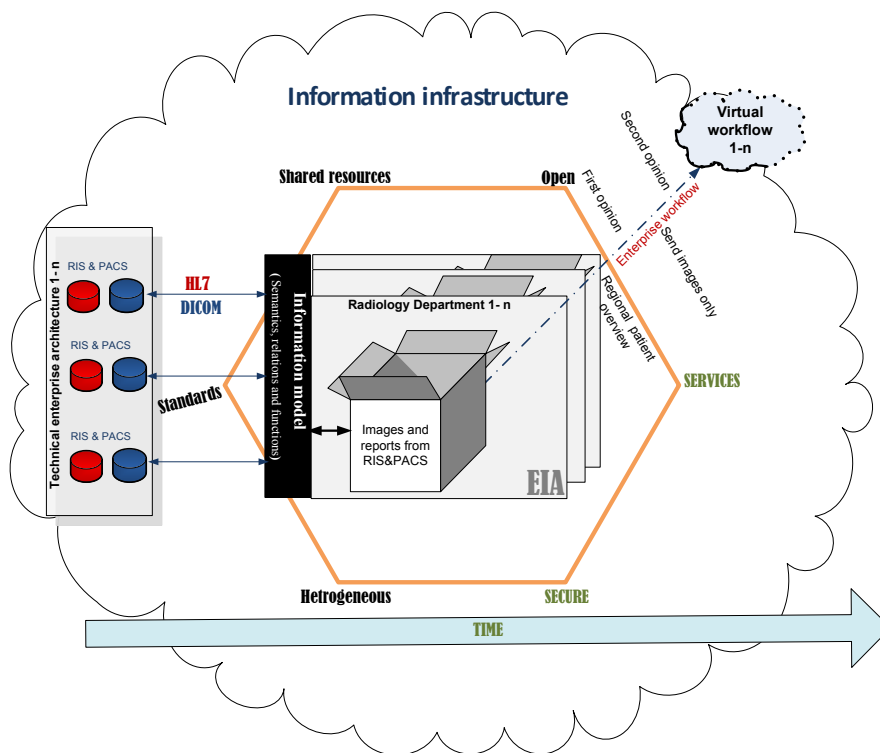 Information infrastructure
Virtual
workflow
1-n
Shared resources
Open
Second opinion
First opinion
Enterprise workflow
Send images only
Regional patient
overview
Technical enterprise architecture 1- n
RIS & PACS
HL7
DICOM
RIS & PACS
Standards
RIS & PACS
Information model
( Semantics, relations and functions)
Radiology Department 1- n
Images and
reports from
RIS&PACS
EIA
SERVICES
Hetrogeneous
SECURE
TIME